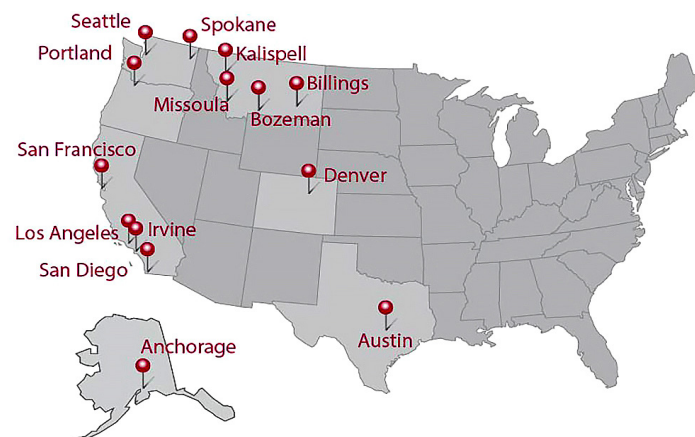 Seattle
Spokane
Portland
Kalispell
Missoula
Billings
Bozeman
San Francisco
Denver
Los Angeles
Irvine
San Diego
Austin
Anchorage